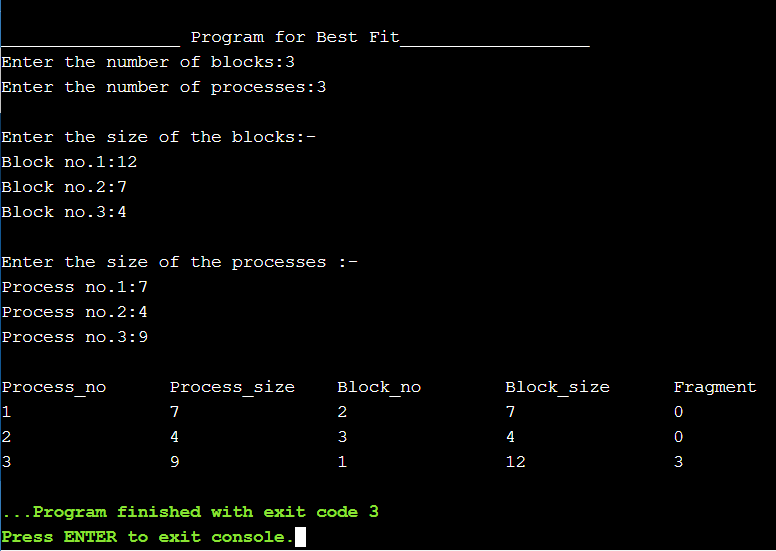 _________________ Program for Best Fit__________________
Enter the number of blocks:3
Enter the number of processes:3
Enter the size of the blocks:-
Block no.1:12
Block no.2:7
Block no.3:4
Enter the size of the processes :-
Process no.1:7
Process no.2:4
Process no.3:9
Process_no Process_size Block_no Block_size Fragment
1 7 2 7 0
2 4 3 4 0
3 9 1 12 3
...Program finished with exit code 3
Press ENTER to exit console.